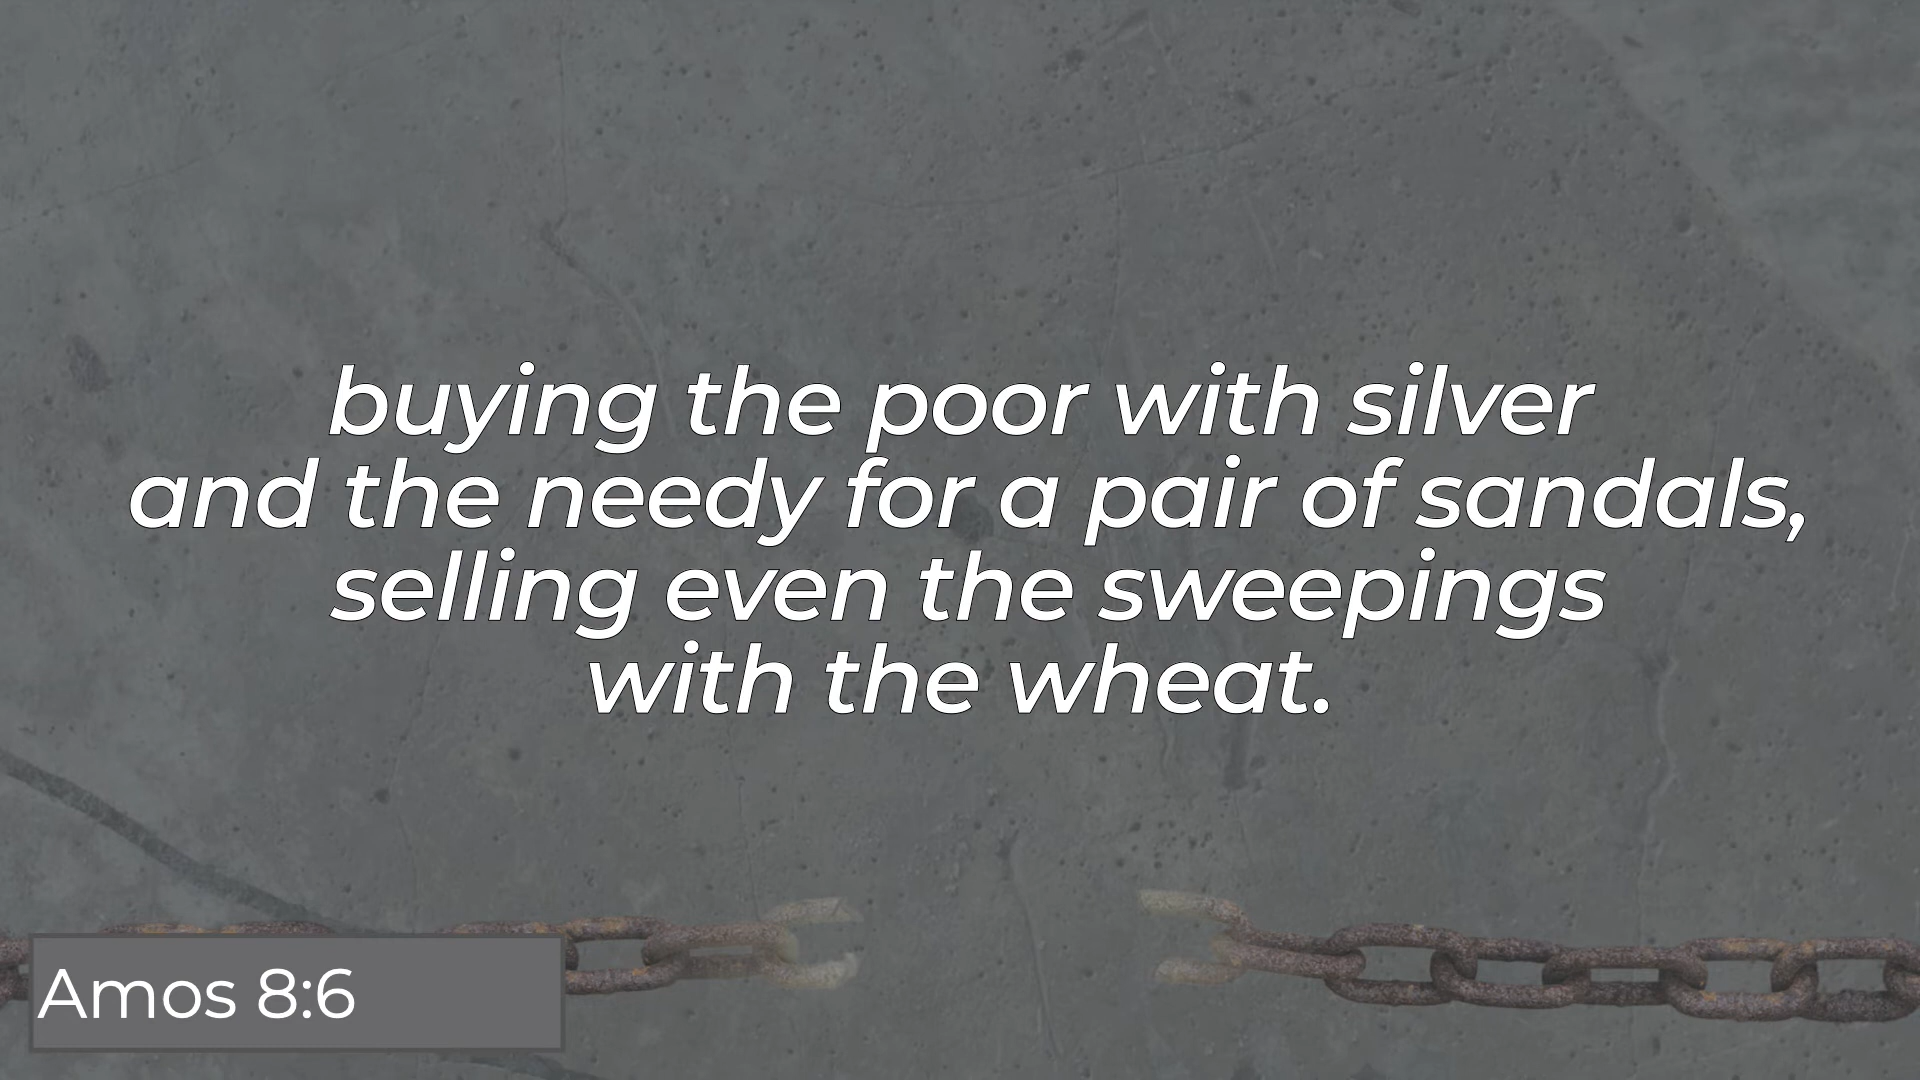 buying the poor with silver
and the needy for a pair of sandals,
selling even the sweepings
with the wheat.
Amos 8:6